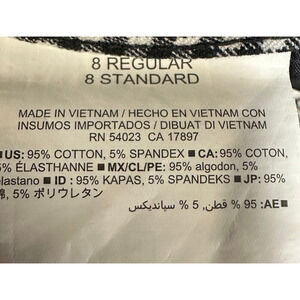 8 REGULAR
8 STANDARD
MADE IN VIETNAM / HECHO EN VIETNAM CON
INSUMOS IMPORTADOS / DIBUAT DI VIETNAM
RN 54023 CA 17897
■US: 95% COTTON, 5% SPANDEX ■CA: 95% COTON,
5% ÉLASTHANNE ■MX/CL/PE: 95% algodon, 5%
elastano ■ID : 95% KAPAS, 5% SPANDEKS ■JP: 95%
綿, 5% ポリウレタン
■AE: 95 % قطن, 5 % سباندیكس